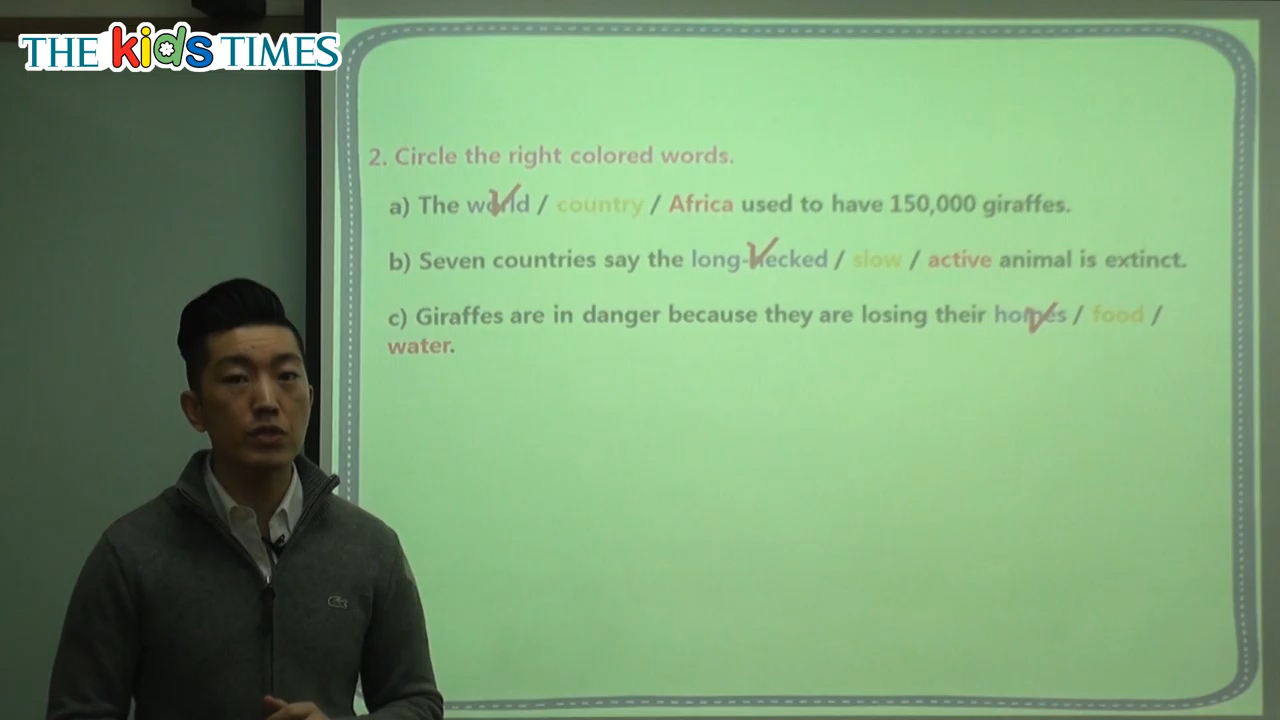 THE kids TIMES
2. Circle the right colored words.
a) The world / country / Africa used to have 150,000 giraffes.
b) Seven countries say the long-necked / slow / active animal is extinct.
c) Giraffes are in danger because they are losing their homes / food /
water.